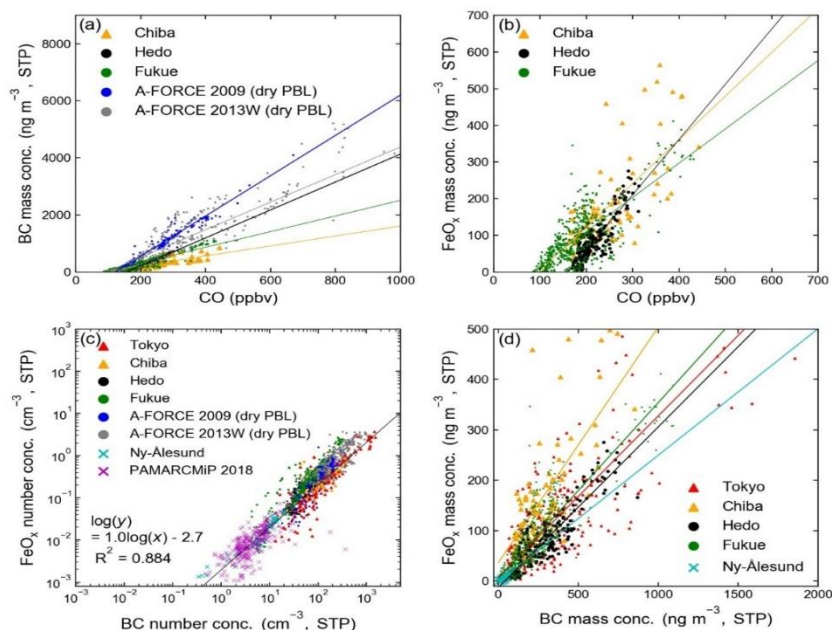 (a)
Chiba
Hedo
Fukue
A-FORCE 2009 (dry PBL)
A-FORCE 2013W (dry PBL)
BC mass conc. (ng m⁻³, STP)
8000
6000
4000
2000
0
0 200 400 600 800 1000
CO (ppbv)
(b)
Chiba
Hedo
Fukue
FeOₓ mass conc. (ng m⁻³, STP)
700
600
500
400
300
200
100
0
0 100 200 300 400 500 600 700
CO (ppbv)
(c)
Tokyo
Chiba
Hedo
Fukue
A-FORCE 2009 (dry PBL)
A-FORCE 2013W (dry PBL)
Ny-Ålesund
PAMARCMiP 2018
log(y)
= 1.0log(x) - 2.7
R² = 0.884
FeOₓ number conc. (cm⁻³, STP)
10³
10²
10¹
10⁰
10⁻¹
10⁻²
10⁻³
10⁻³ 10⁻² 10⁻¹ 10⁰ 10¹ 10² 10³
BC number conc. (cm⁻³, STP)
(d)
Tokyo
Chiba
Hedo
Fukue
Ny-Ålesund
FeOₓ mass conc. (ng m⁻³, STP)
500
400
300
200
100
0
0 500 1000 1500 2000
BC mass conc. (ng m⁻³, STP)